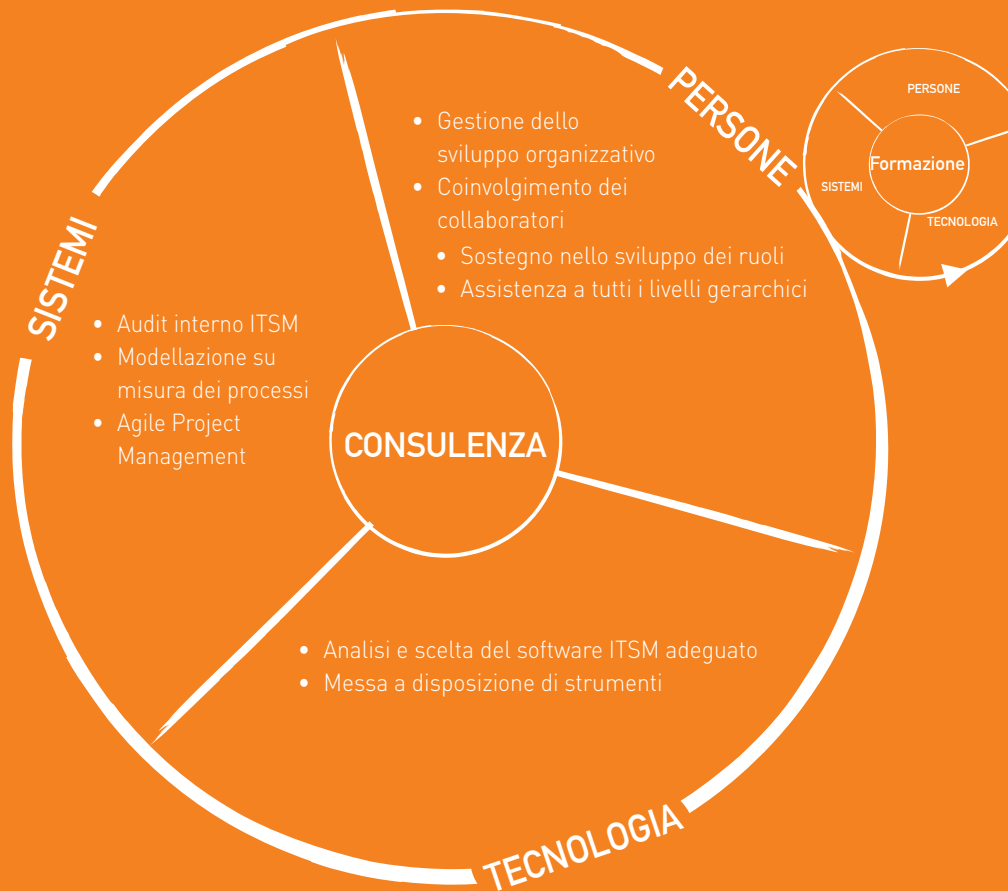 PERSONE
• Gestione dello
sviluppo organizzativo
• Coinvolgimento dei
collaboratori
• Sostegno nello sviluppo dei ruoli
• Assistenza a tutti i livelli gerarchici
SISTEMI
• Audit interno ITSM
• Modellazione su
misura dei processi
• Agile Project
Management
CONSULENZA
• Analisi e scelta del software ITSM adeguato
• Messa a disposizione di strumenti
TECNOLOGIA
PERSONE
Formazione
SISTEMI
TECNOLOGIA